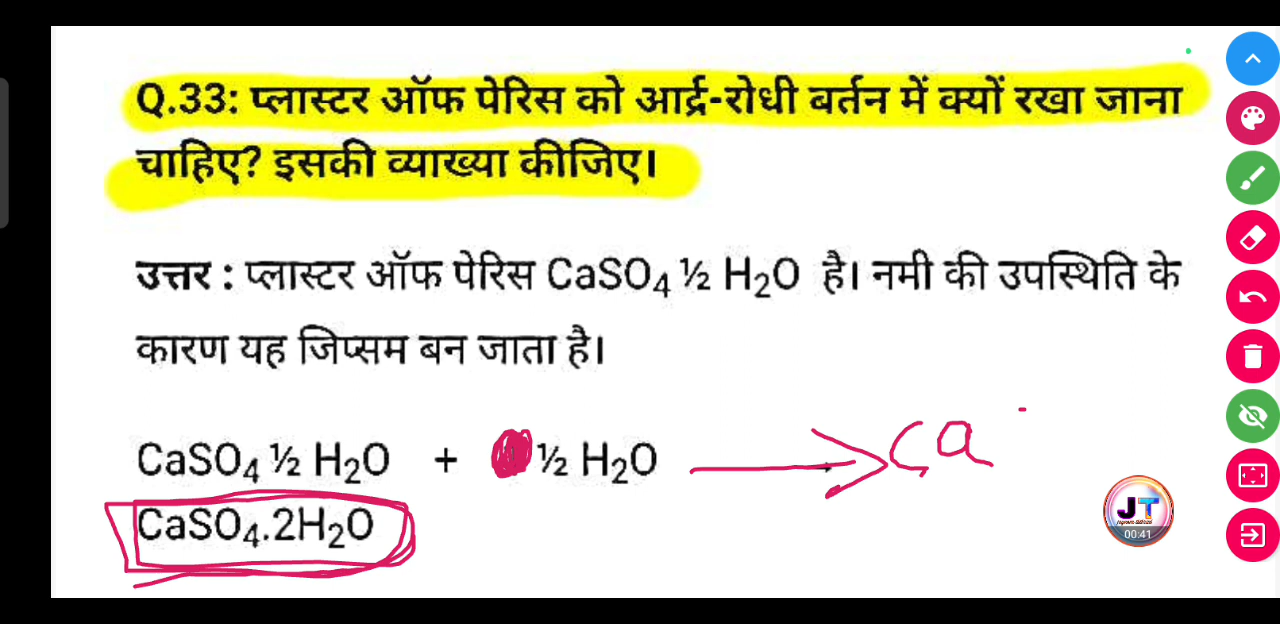 Q.33: प्लास्टर ऑफ पेरिस को आर्द्र-रोधी बर्तन में क्यों रखा जाना
चाहिए? इसकी व्याख्या कीजिए।
उत्तर : प्लास्टर ऑफ पेरिस CaSO₄ ½ H₂O है। नमी की उपस्थिति के
कारण यह जिप्सम बन जाता है।
CaSO₄ ½ H₂O + ½ H₂O → Ca
CaSO₄.2H₂O
JT
00:41